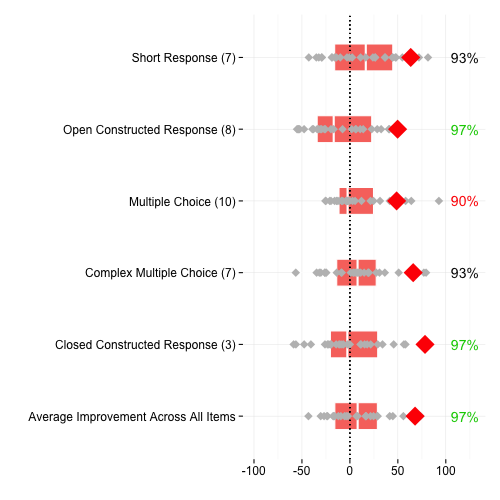 Short Response (7) 93%
Open Constructed Response (8) 97%
Multiple Choice (10) 90%
Complex Multiple Choice (7) 93%
Closed Constructed Response (3) 97%
Average Improvement Across All Items 97%
-100 -50 0 50 100